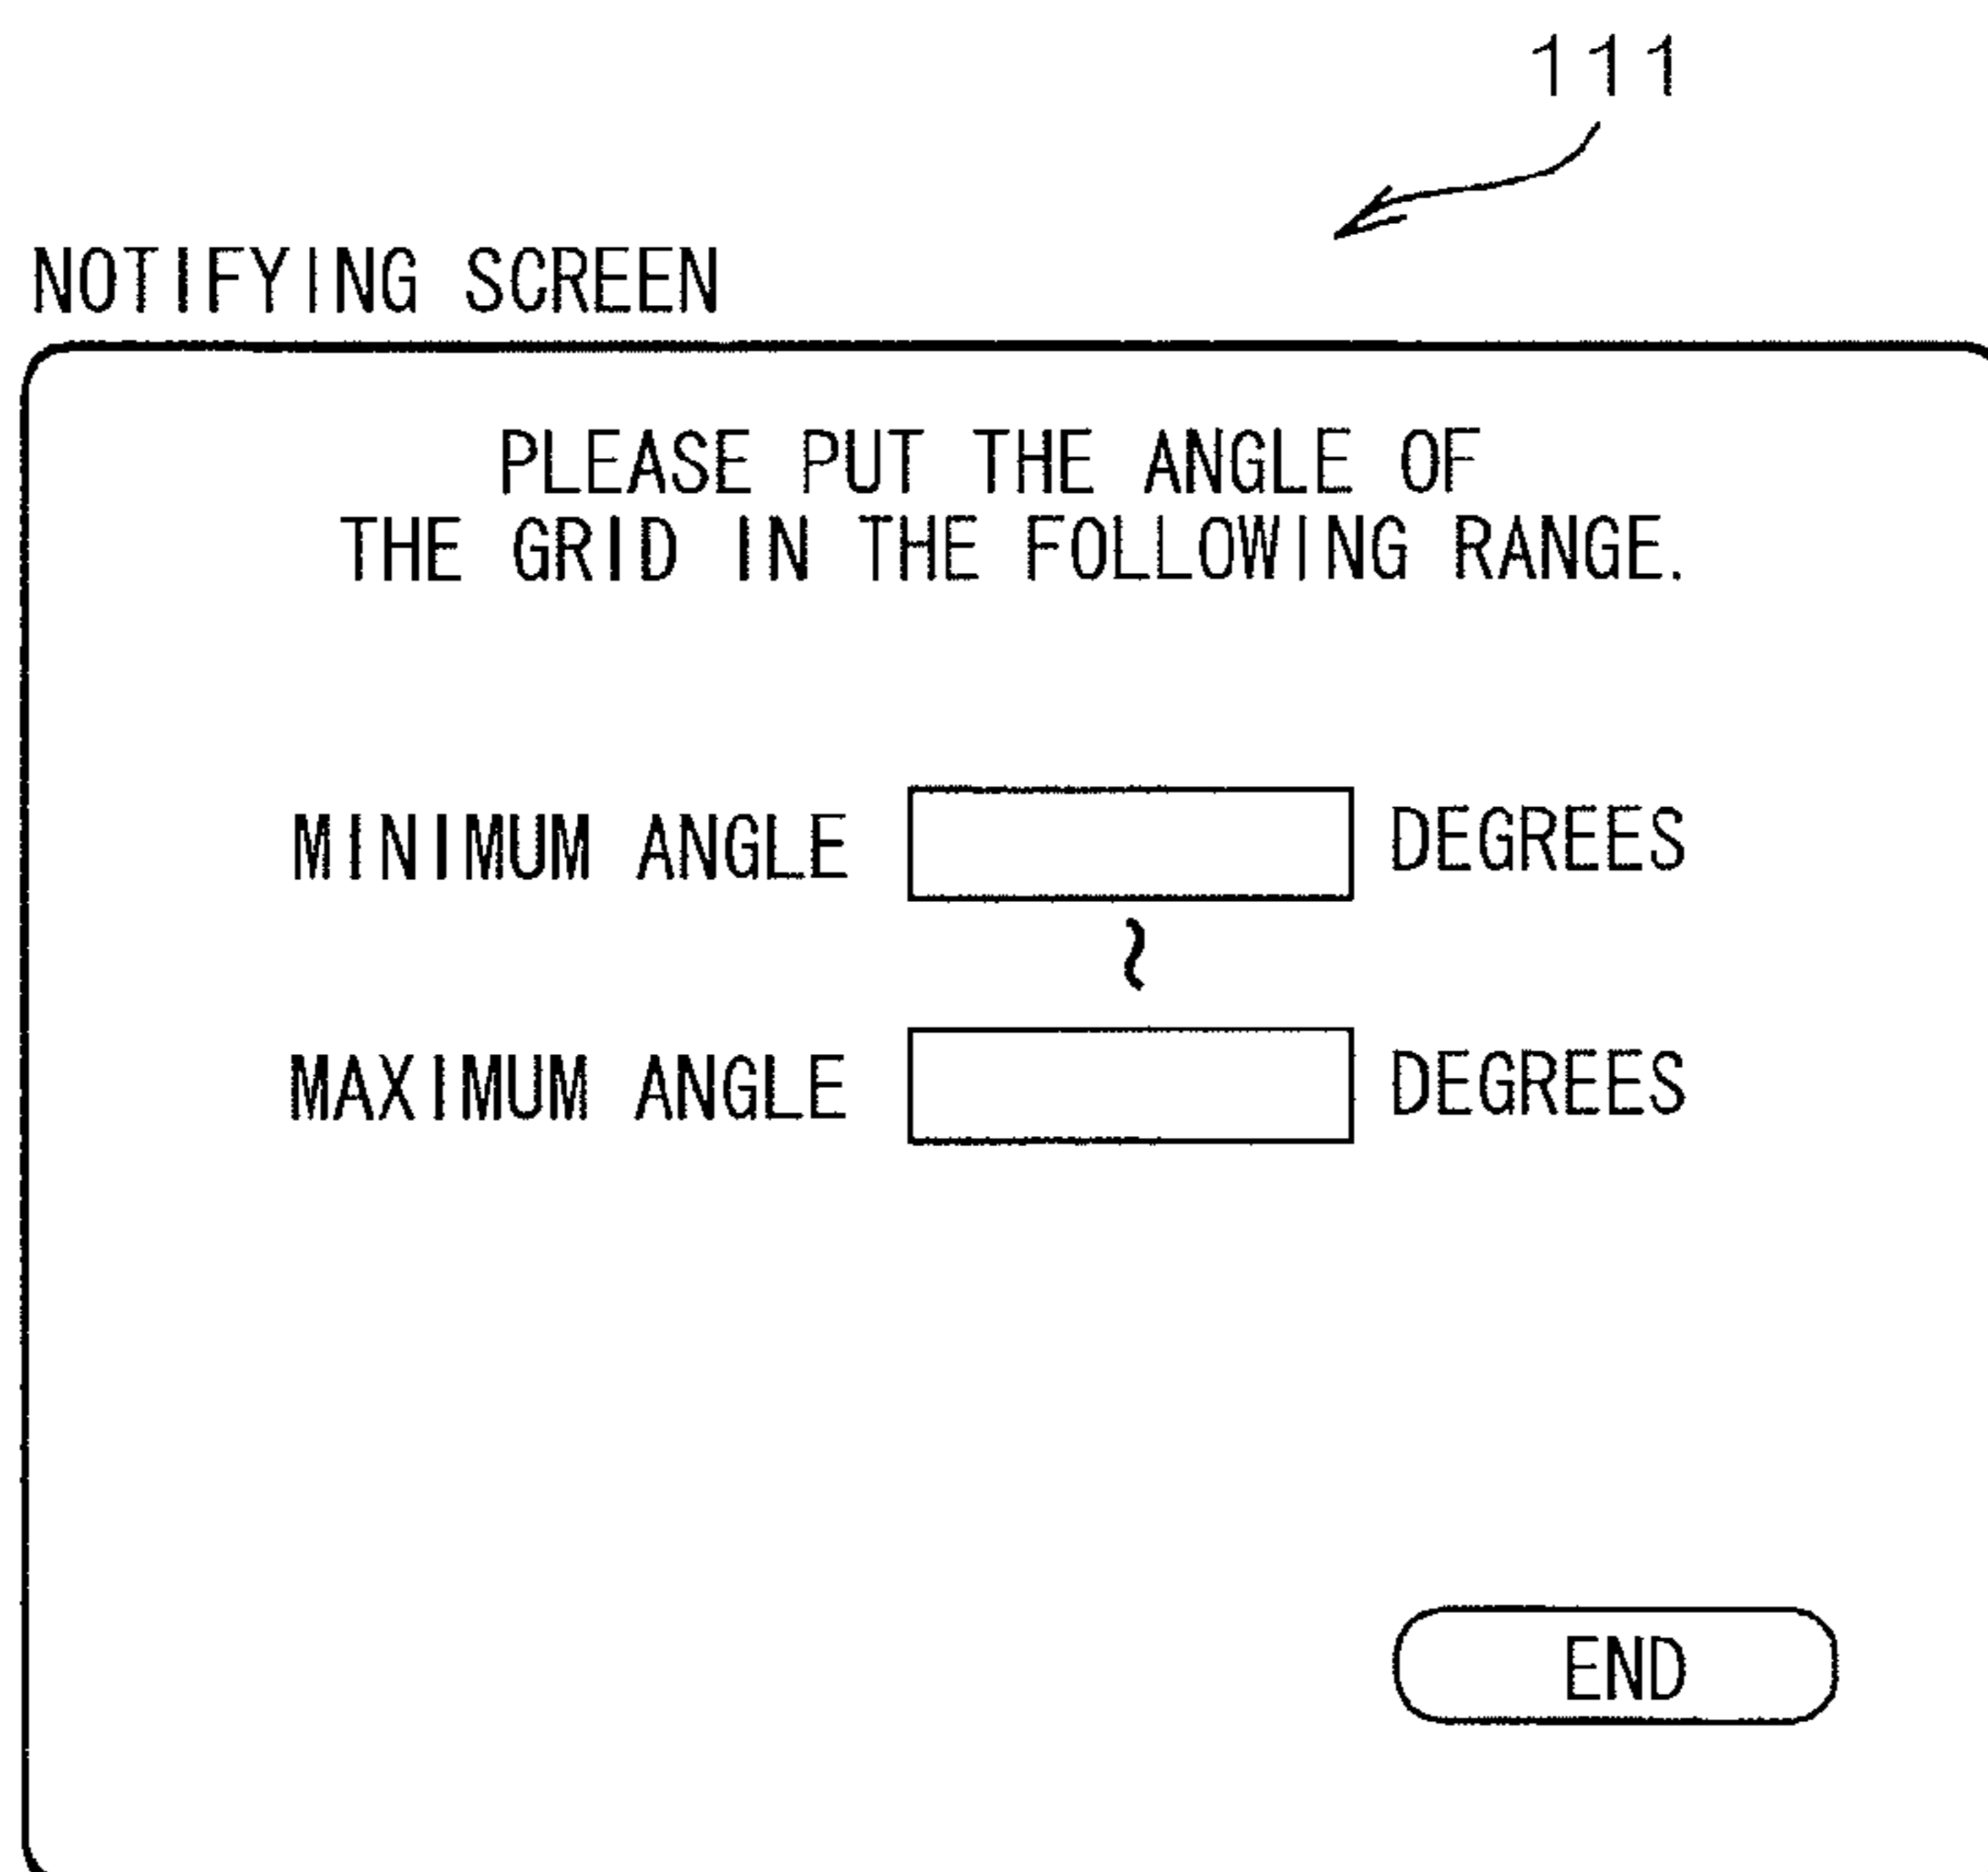 111
NOTIFYING SCREEN
PLEASE PUT THE ANGLE OF
THE GRID IN THE FOLLOWING RANGE.
MINIMUM ANGLE DEGREES
~
MAXIMUM ANGLE DEGREES
END